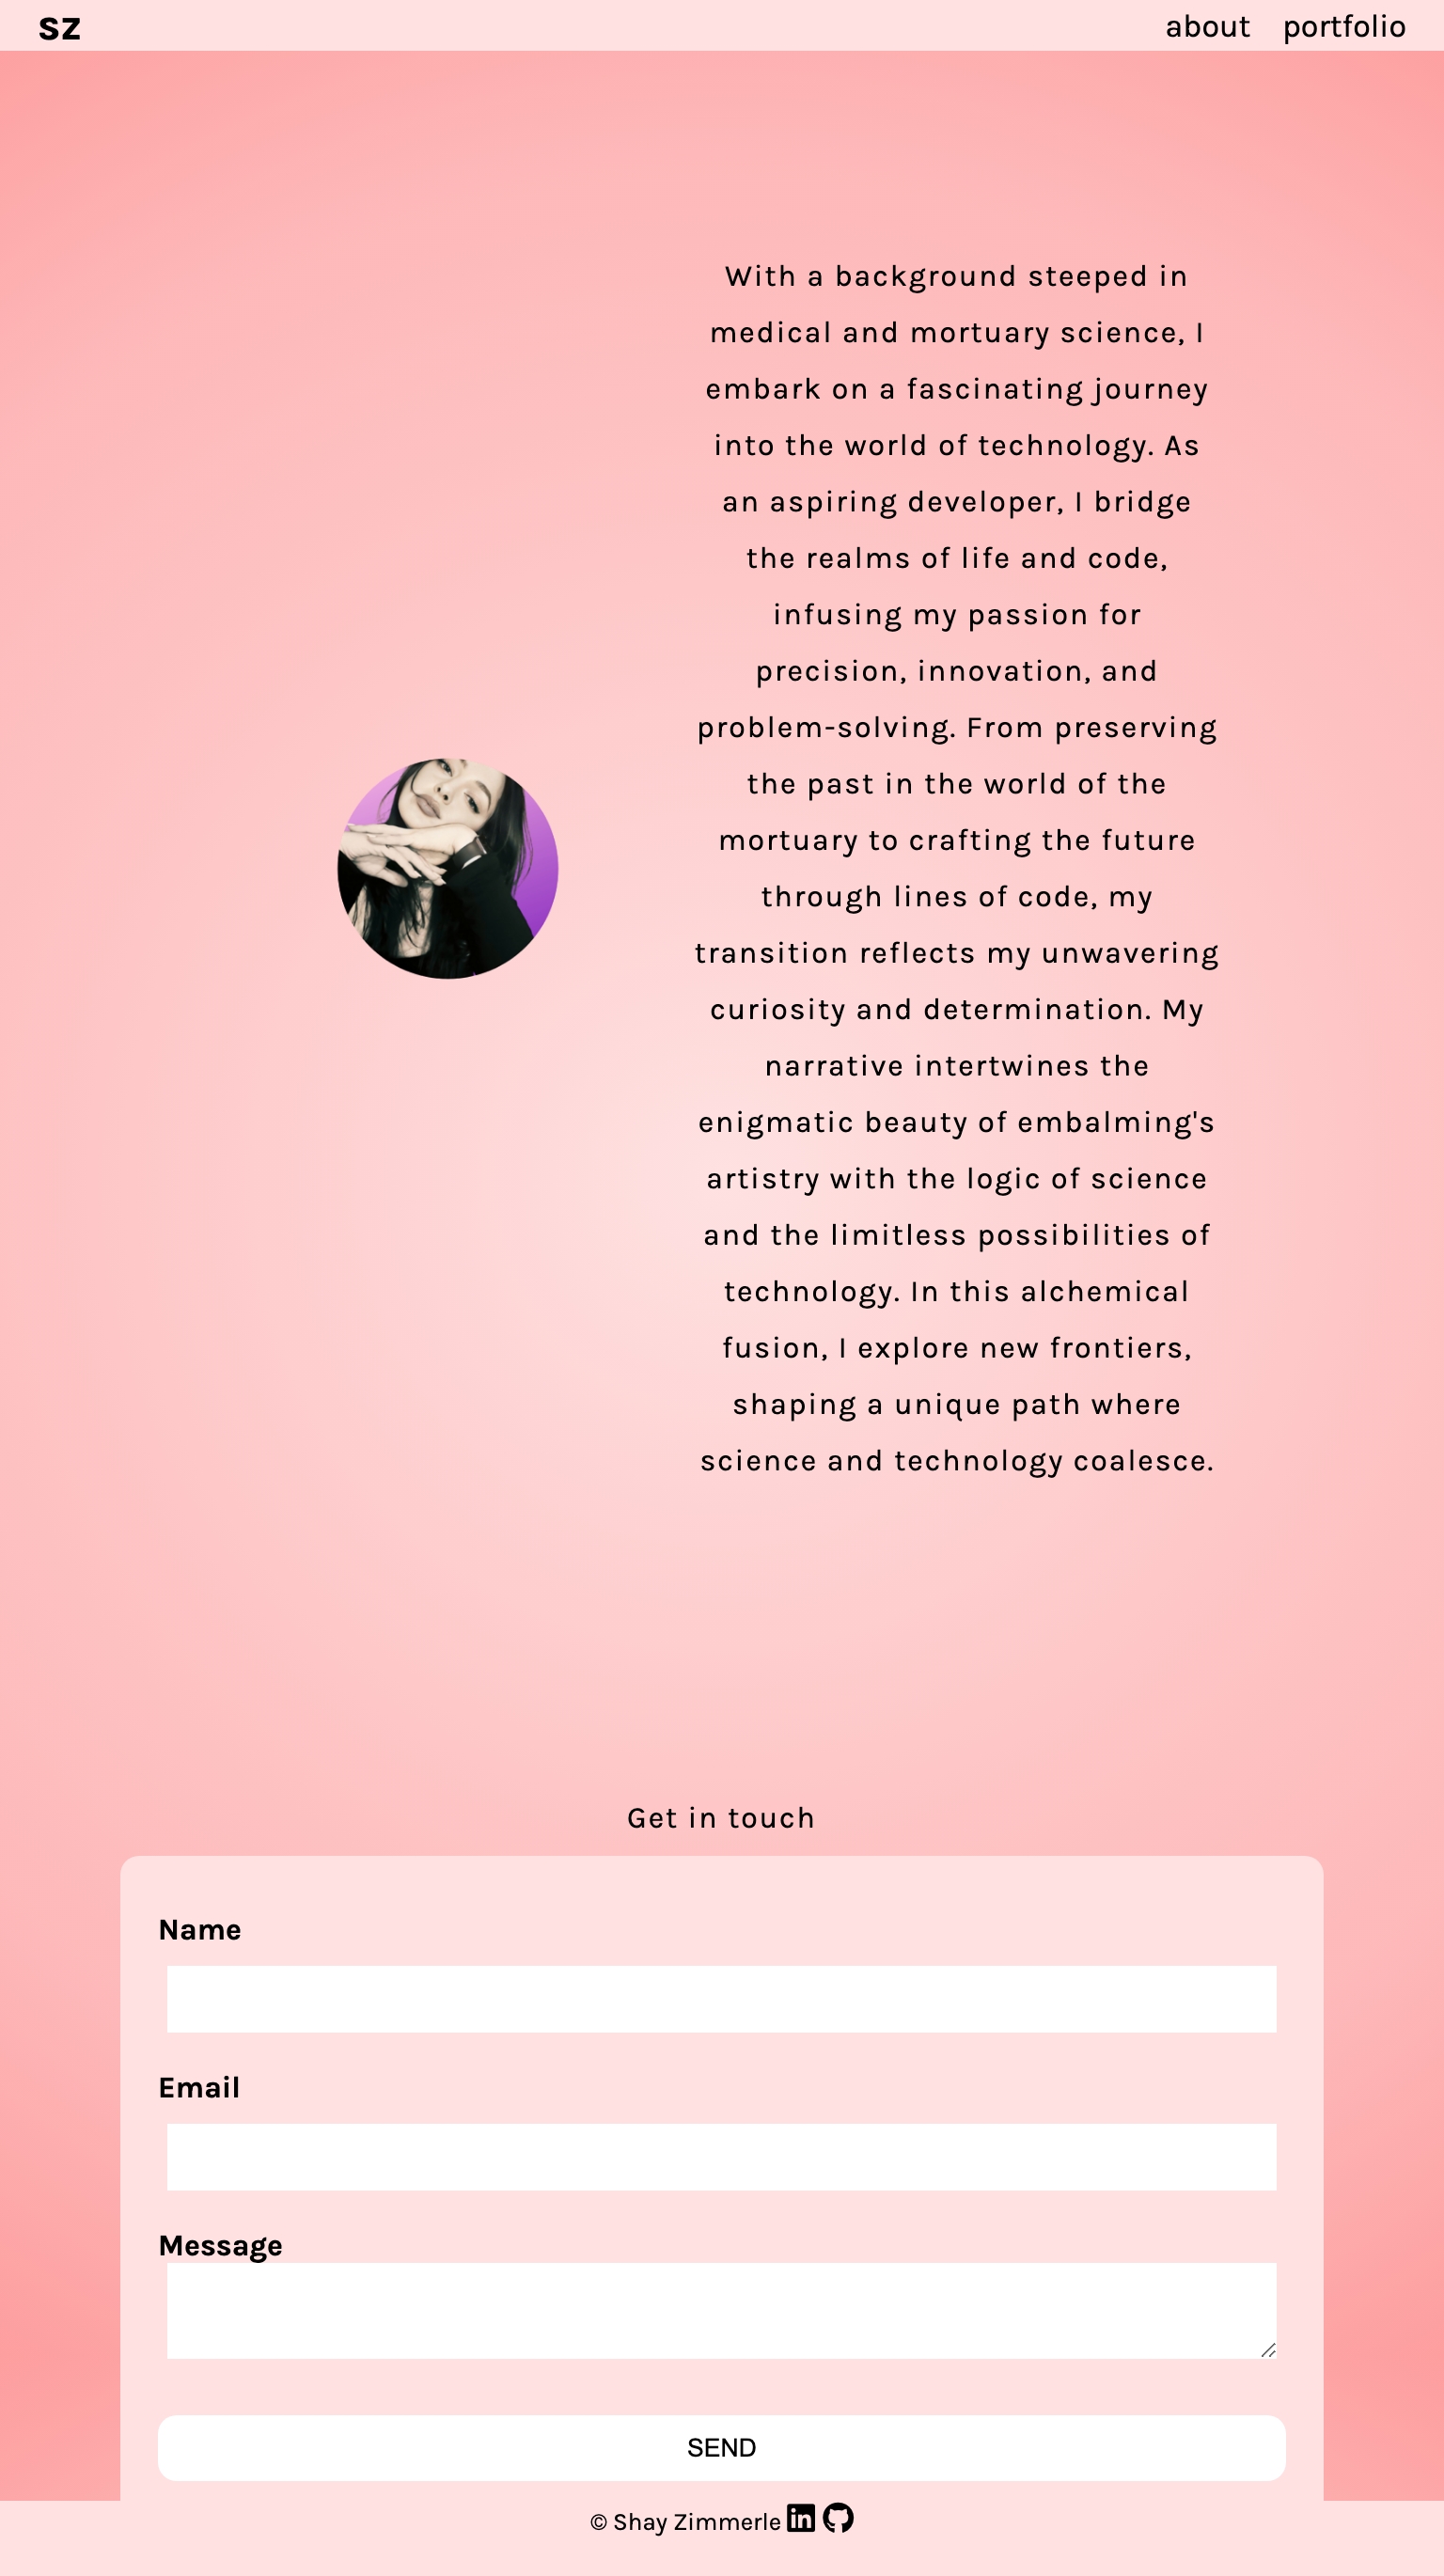 sz
about portfolio
With a background steeped in
medical and mortuary science, I
embark on a fascinating journey
into the world of technology. As
an aspiring developer, I bridge
the realms of life and code,
infusing my passion for
precision, innovation, and
problem-solving. From preserving
the past in the world of the
mortuary to crafting the future
through lines of code, my
transition reflects my unwavering
curiosity and determination. My
narrative intertwines the
enigmatic beauty of embalming's
artistry with the logic of science
and the limitless possibilities of
technology. In this alchemical
fusion, I explore new frontiers,
shaping a unique path where
science and technology coalesce.
Get in touch
Name
Email
Message
SEND
© Shay Zimmerle in